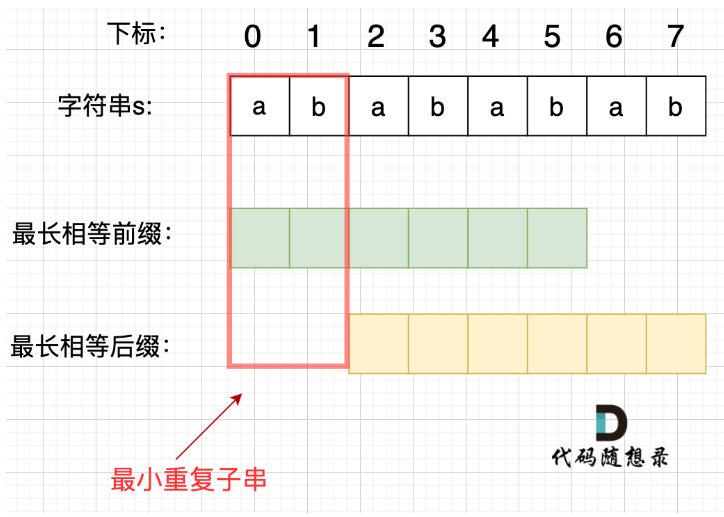 下标： 0 1 2 3 4 5 6 7
字符串s: a b a b a b a b
最长相等前缀：
最长相等后缀：
最小重复子串
代码随想录